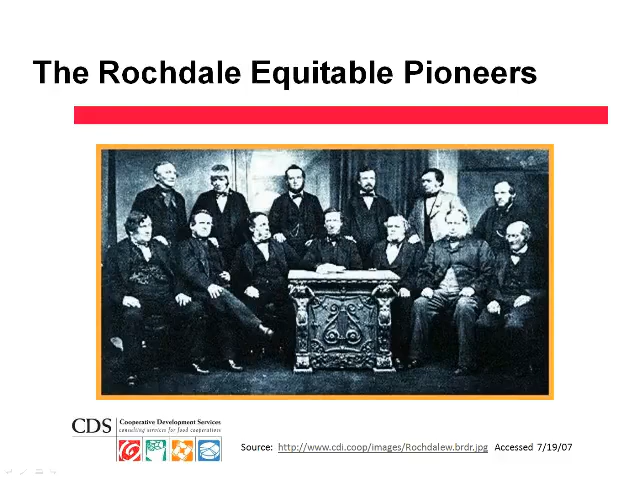 The Rochdale Equitable Pioneers
CDS
Cooperative Development Services
consulting services for food cooperatives
Source: http://www.cdi.coop/images/Rochdalew.brdr.jpg Accessed 7/19/07